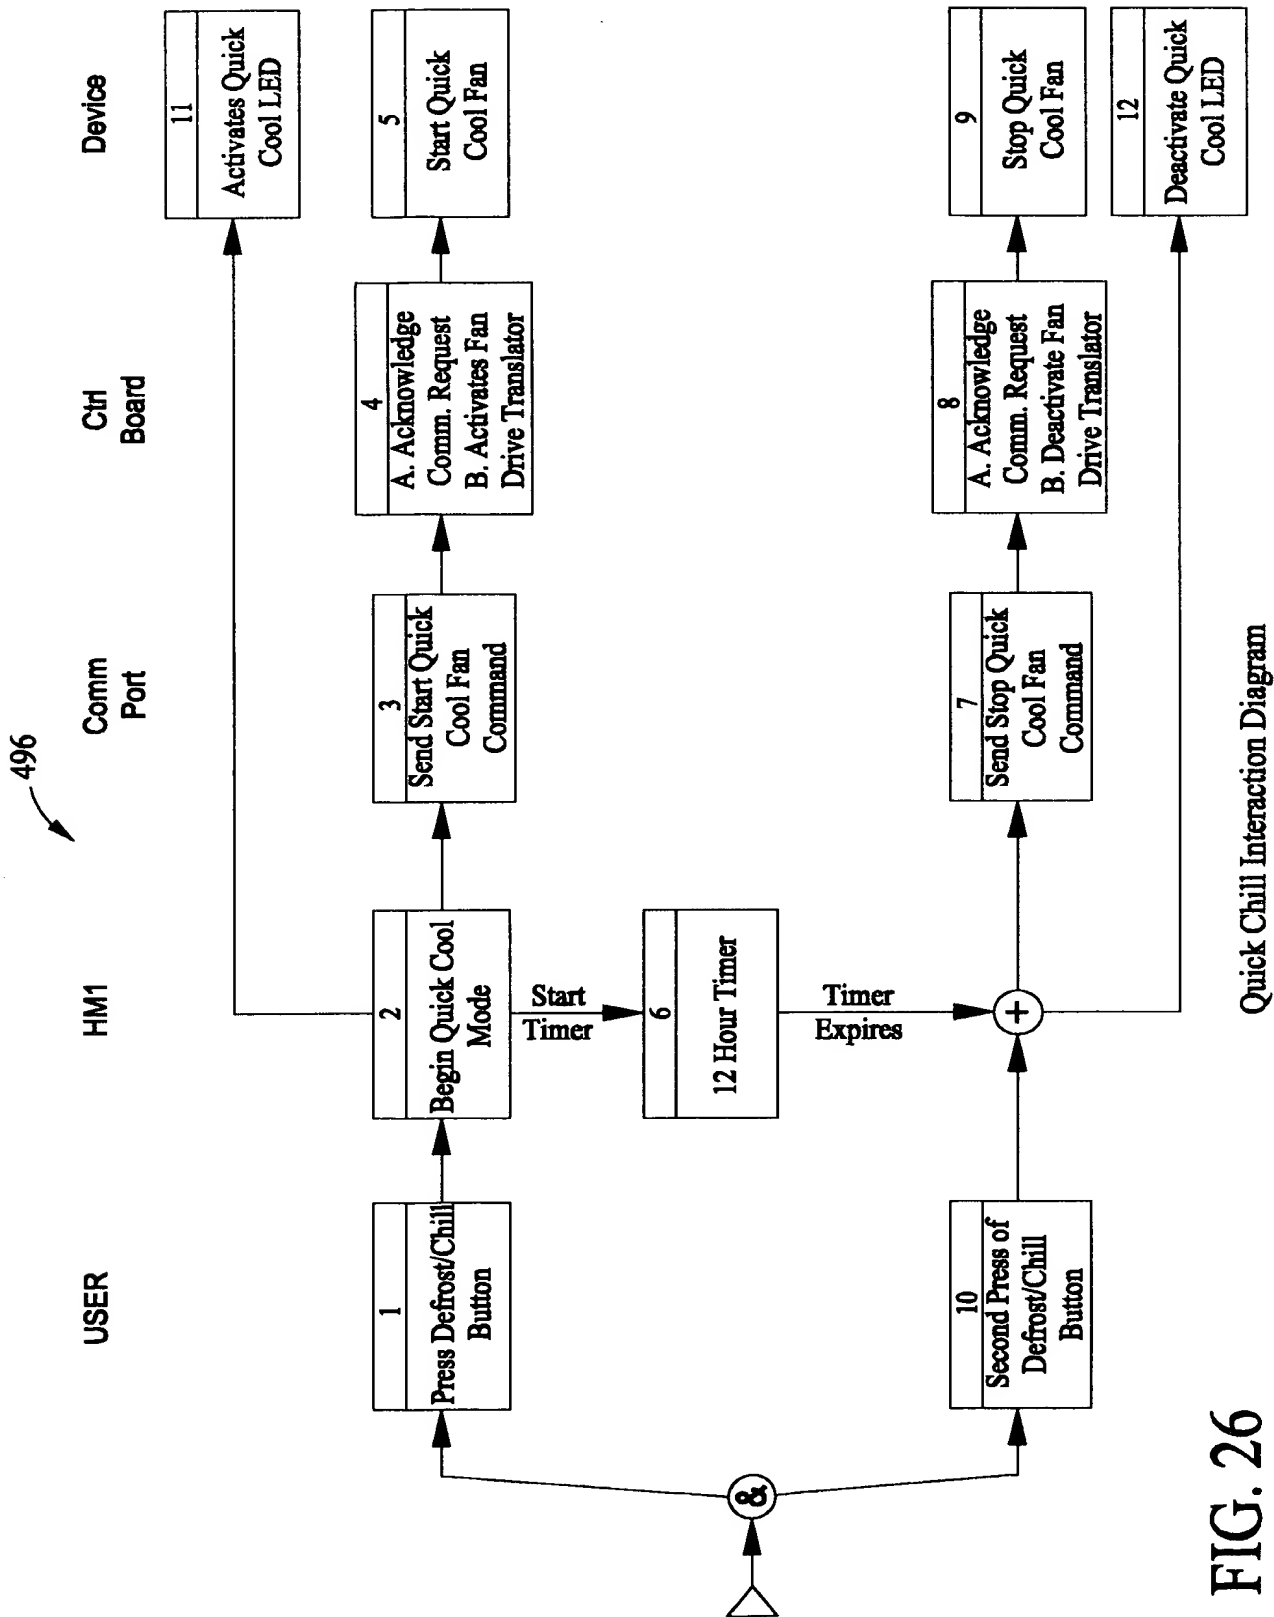 496
USER
HM1
Comm
Port
Ctrl
Board
Device
11
Activates Quick
Cool LED
1
Press Defrost/Chill
Button
2
Begin Quick Cool
Mode
3
Send Start Quick
Cool Fan
Command
4
A. Acknowledge
Comm. Request
B. Activates Fan
Drive Translator
5
Start Quick
Cool Fan
Start
Timer
6
12 Hour Timer
Timer
Expires
&
10
Second Press of
Defrost/Chill
Button
+
7
Send Stop Quick
Cool Fan
Command
8
A. Acknowledge
Comm. Request
B. Deactivate Fan
Drive Translator
9
Stop Quick
Cool Fan
12
Deactivate Quick
Cool LED
Quick Chill Interaction Diagram
FIG. 26